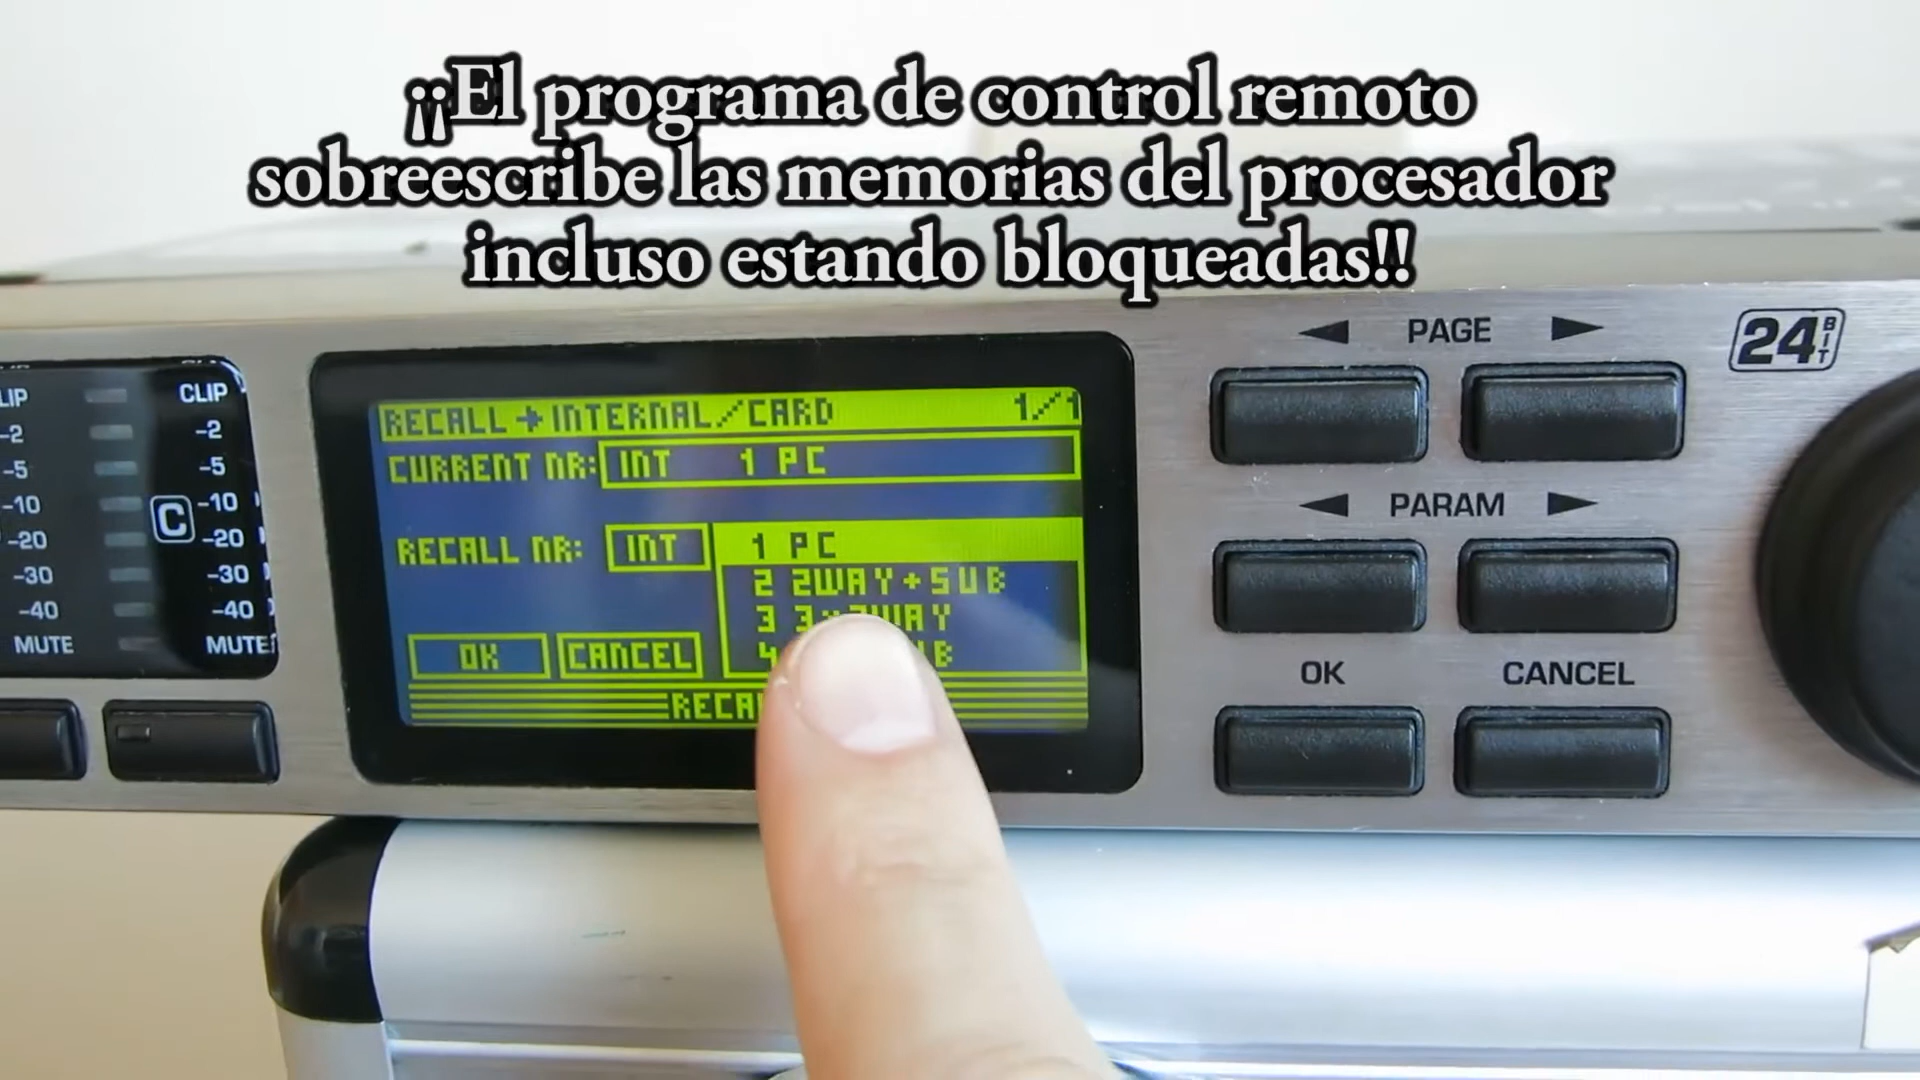 ¡¡El programa de control remoto
sobreescribe las memorias del procesador
incluso estando bloqueadas!!
PAGE
24 BIT
CLIP
-2
-5
-10
-20
-30
-40
MUTE
C
CLIP
-2
-5
-10
-20
-30
-40
MUTE
RECALL → INTERNAL/CARD 1/1
CURRENT NR: INT 1 PC
RECALL NR: INT 1 PC
2 2WAY+SUB
3
4
OK CANCEL
PARAM
OK CANCEL